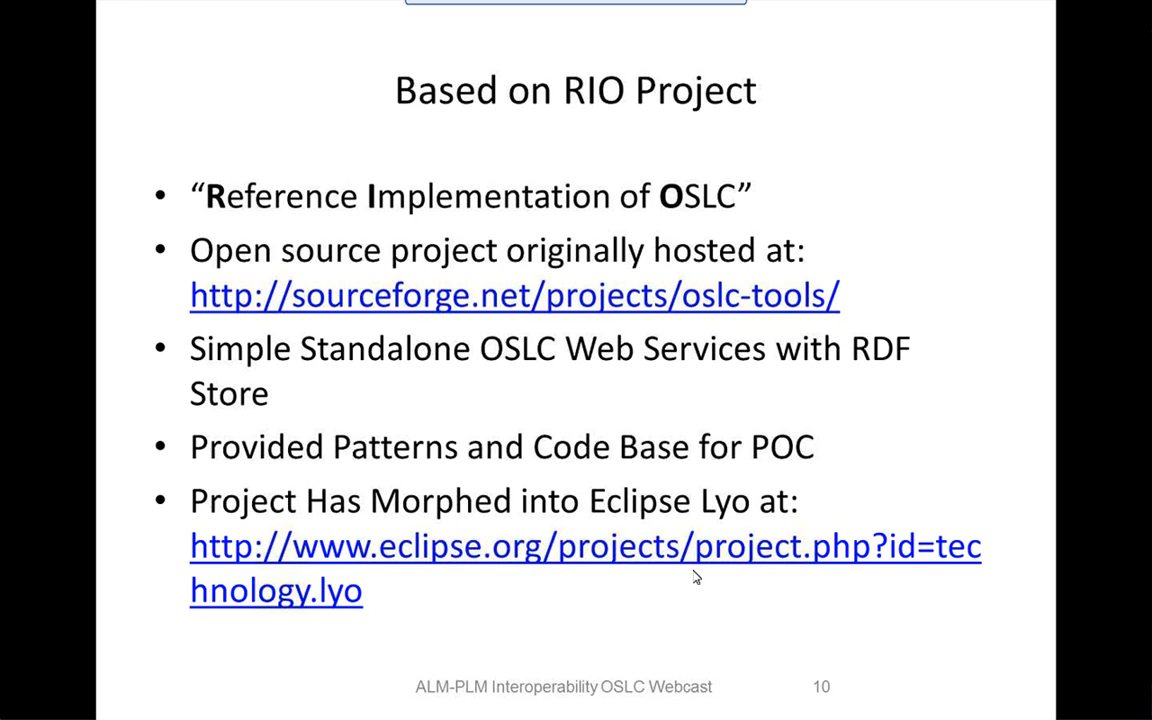 Based on RIO Project
• “Reference Implementation of OSLC”
• Open source project originally hosted at:
http://sourceforge.net/projects/oslc-tools/
• Simple Standalone OSLC Web Services with RDF
Store
• Provided Patterns and Code Base for POC
• Project Has Morphed into Eclipse Lyo at:
http://www.eclipse.org/projects/project.php?id=tec
hnology.lyo
ALM-PLM Interoperability OSLC Webcast 10